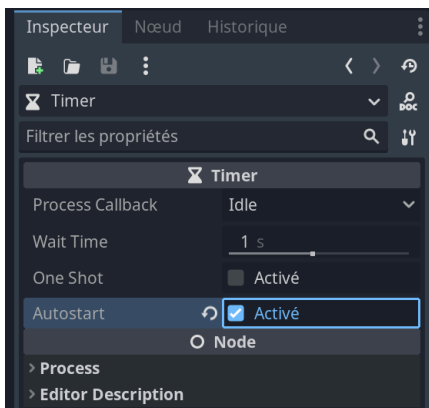 Inspecteur Nœud Historique
Timer
DOC
Filtrer les propriétés
Timer
Process Callback Idle
Wait Time 1 s
One Shot Activé
Autostart Activé
Node
Process
Editor Description